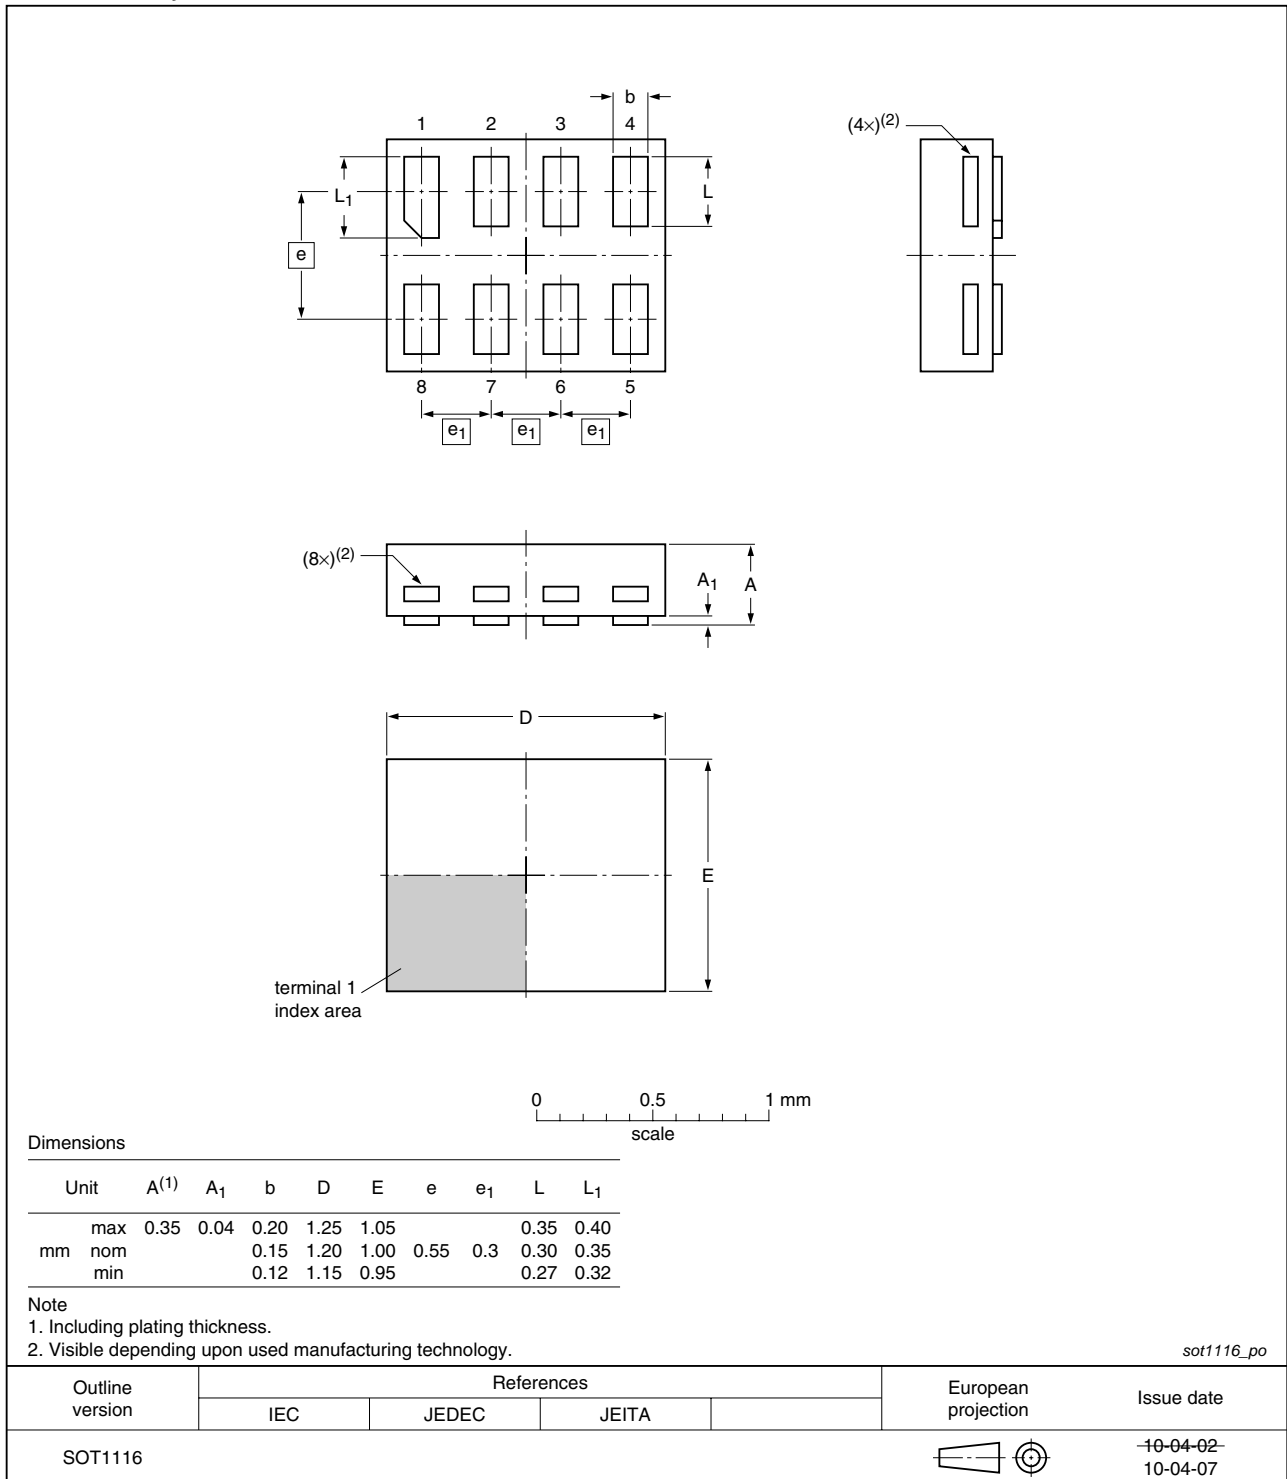 b
1 2 3 4
(4×)(2)
L1
L
e
8 7 6 5
e1 e1 e1
(8×)(2)
A1 A
D
E
terminal 1
index area
0 0.5 1 mm
scale
Dimensions
Unit A(1) A1 b D E e e1 L L1
max 0.35 0.04 0.20 1.25 1.05 0.35 0.40
mm nom 0.15 1.20 1.00 0.55 0.3 0.30 0.35
min 0.12 1.15 0.95 0.27 0.32
Note
1. Including plating thickness.
2. Visible depending upon used manufacturing technology.
sot1116_po
Outline
version
References
IEC JEDEC JEITA
European
projection
Issue date
SOT1116
10-04-02
10-04-07